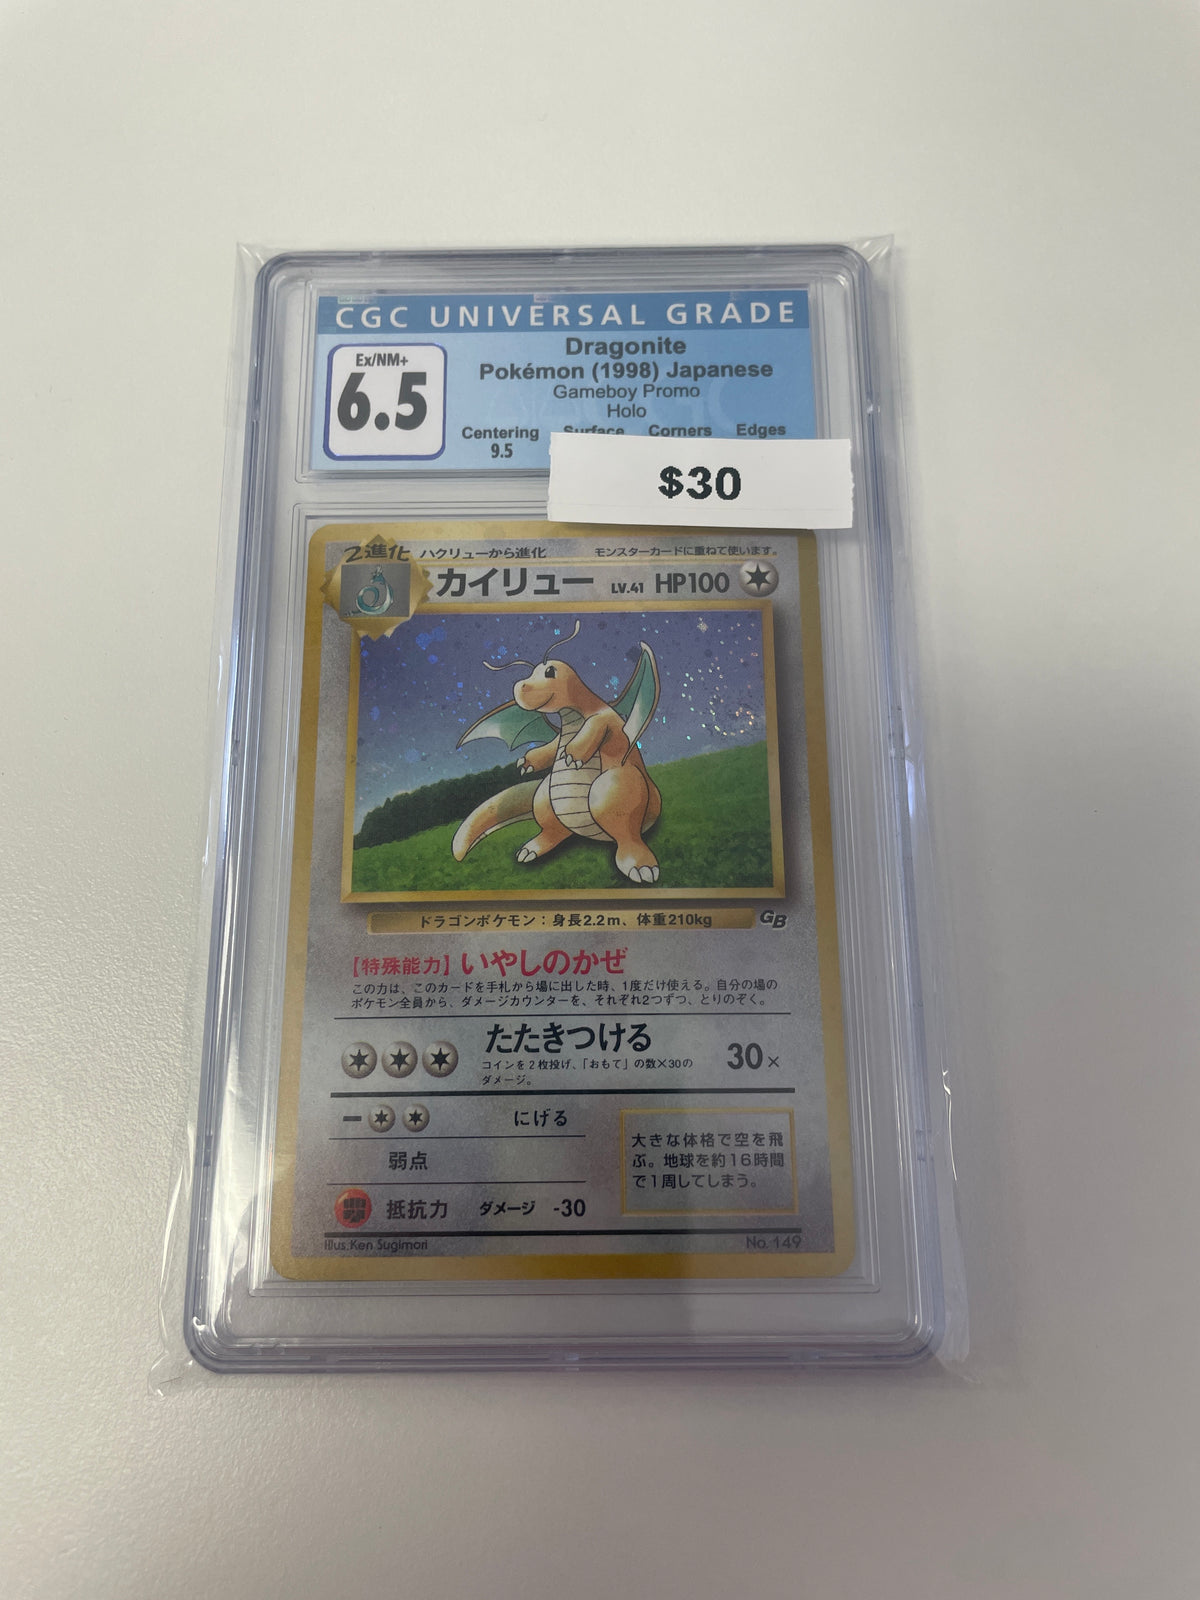 CGC UNIVERSAL GRADE
Ex/NM+
6.5
Dragonite
Pokémon (1998) Japanese
Gameboy Promo
Holo
Centering Surface Corners Edges
9.5
$30
2進化 ハクリューから進化 モンスターカードに重ねて使います。
カイリュー LV.41 HP100
ドラゴンポケモン：身長2.2m、体重210kg GB
【特殊能力】いやしのかぜ
この力は、このカードを手札から場に出した時、1度だけ使える。自分の場の
ポケモン全員から、ダメージカウンターを、それぞれ2つずつ、とりのぞく。
たたきつける 30×
コインを2枚投げ、「おもて」の数×30の
ダメージ。
にげる
弱点
抵抗力 ダメージ -30
大きな体格で空を飛
ぶ。地球を約16時間
で1周してしまう。
Illus.Ken Sugimori No. 149